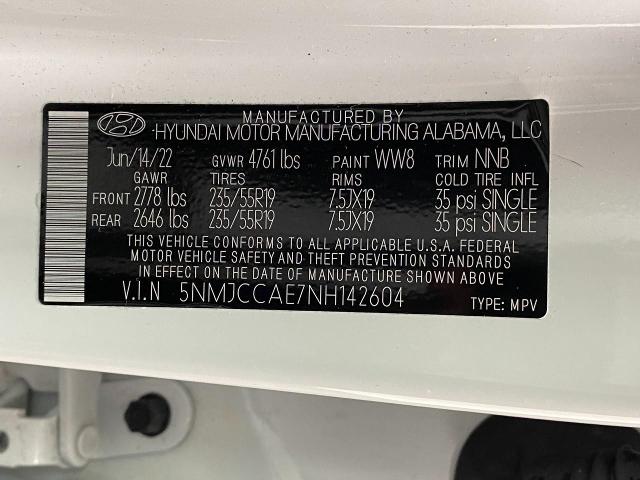 MANUFACTURED BY
HYUNDAI MOTOR MANUFACTURING ALABAMA, LLC
Jun/14/22 GVWR 4761 lbs PAINT WW8 TRIM NNB
GAWR TIRES RIMS COLD TIRE INFL
FRONT 2778 lbs 235/55R19 7.5JX19 35 psi SINGLE
REAR 2646 lbs 235/55R19 7.5JX19 35 psi SINGLE
THIS VEHICLE CONFORMS TO ALL APPLICABLE U.S.A. FEDERAL
MOTOR VEHICLE SAFETY AND THEFT PREVENTION STANDARDS
IN EFFECT ON THE DATE OF MANUFACTURE SHOWN ABOVE
V.I.N 5NMJCCAE7NH142604 TYPE: MPV